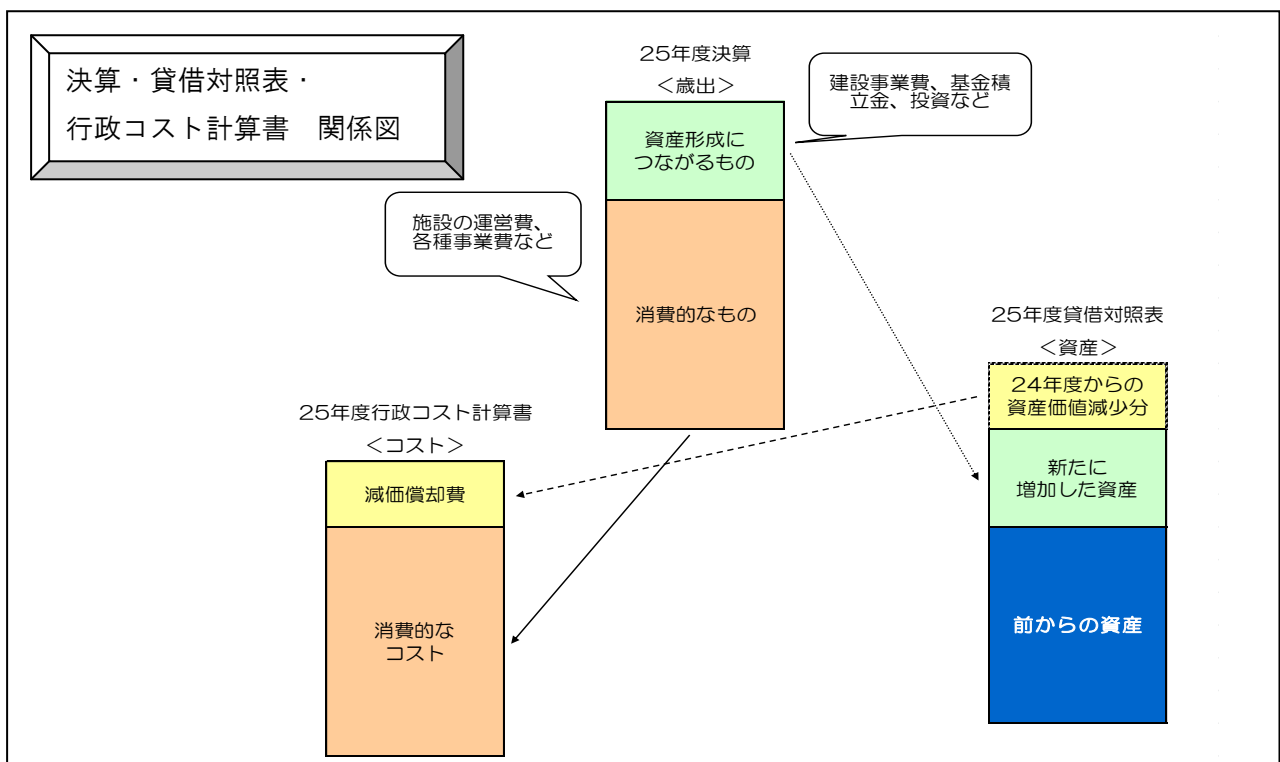 決算・貸借対照表・
行政コスト計算書　関係図
25年度決算
＜歳出＞
資産形成に
つながるもの
消費的なもの
建設事業費、基金積
立金、投資など
施設の運営費、
各種事業費など
25年度貸借対照表
＜資産＞
24年度からの
資産価値減少分
新たに
増加した資産
前からの資産
25年度行政コスト計算書
＜コスト＞
減価償却費
消費的な
コスト